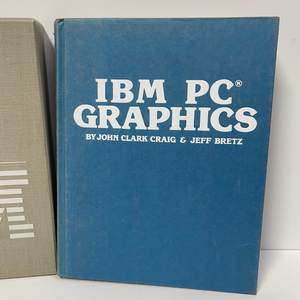 IBM PC®
GRAPHICS
BY JOHN CLARK CRAIG & JEFF BRETZ